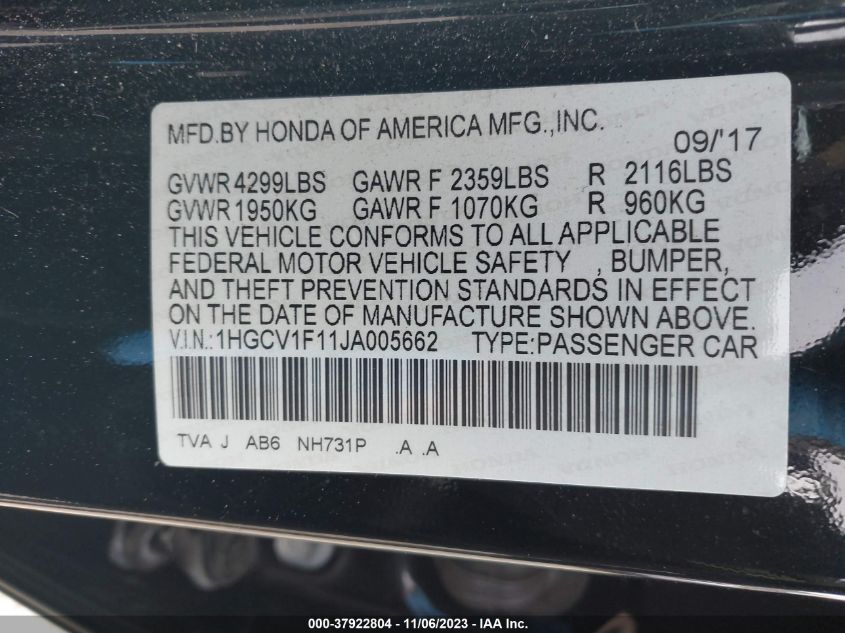 MFD.BY HONDA OF AMERICA MFG.,INC.
09/'17
GVWR 4299LBS GAWR F 2359LBS R 2116LBS
GVWR 1950KG GAWR F 1070KG R 960KG
THIS VEHICLE CONFORMS TO ALL APPLICABLE
FEDERAL MOTOR VEHICLE SAFETY , BUMPER,
AND THEFT PREVENTION STANDARDS IN EFFECT
ON THE DATE OF MANUFACTURE SHOWN ABOVE.
V.I.N.:1HGCV1F11JA005662 TYPE:PASSENGER CAR
TVA J AB6 NH731P .A .A
000-37922804 - 11/06/2023 - IAA Inc.